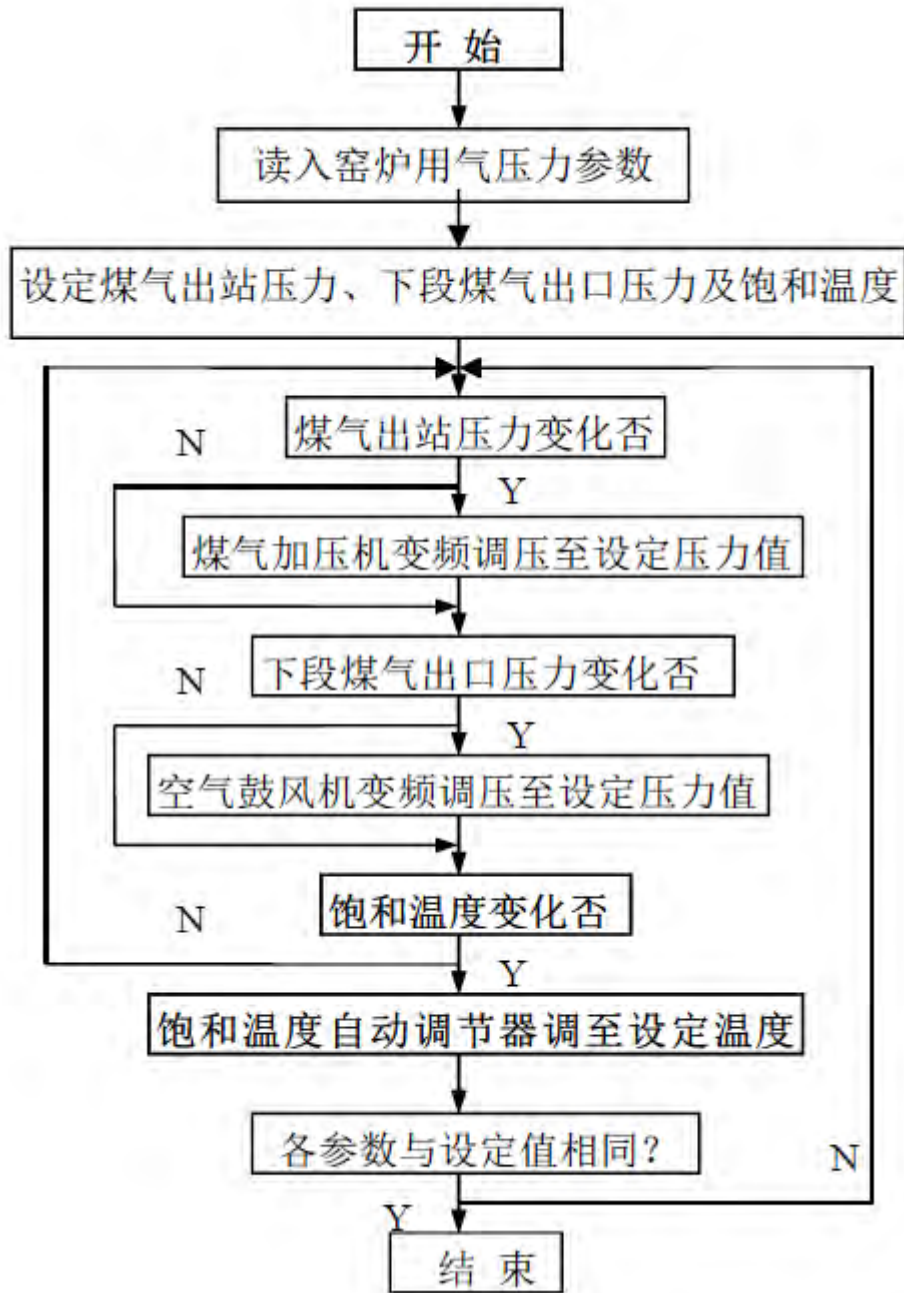 开 始
读入窑炉用气压力参数
设定煤气出站压力、下段煤气出口压力及饱和温度
煤气出站压力变化否
N
Y
煤气加压机变频调压至设定压力值
下段煤气出口压力变化否
N
Y
空气鼓风机变频调压至设定压力值
饱和温度变化否
N
Y
饱和温度自动调节器调至设定温度
各参数与设定值相同?
N
Y
结 束